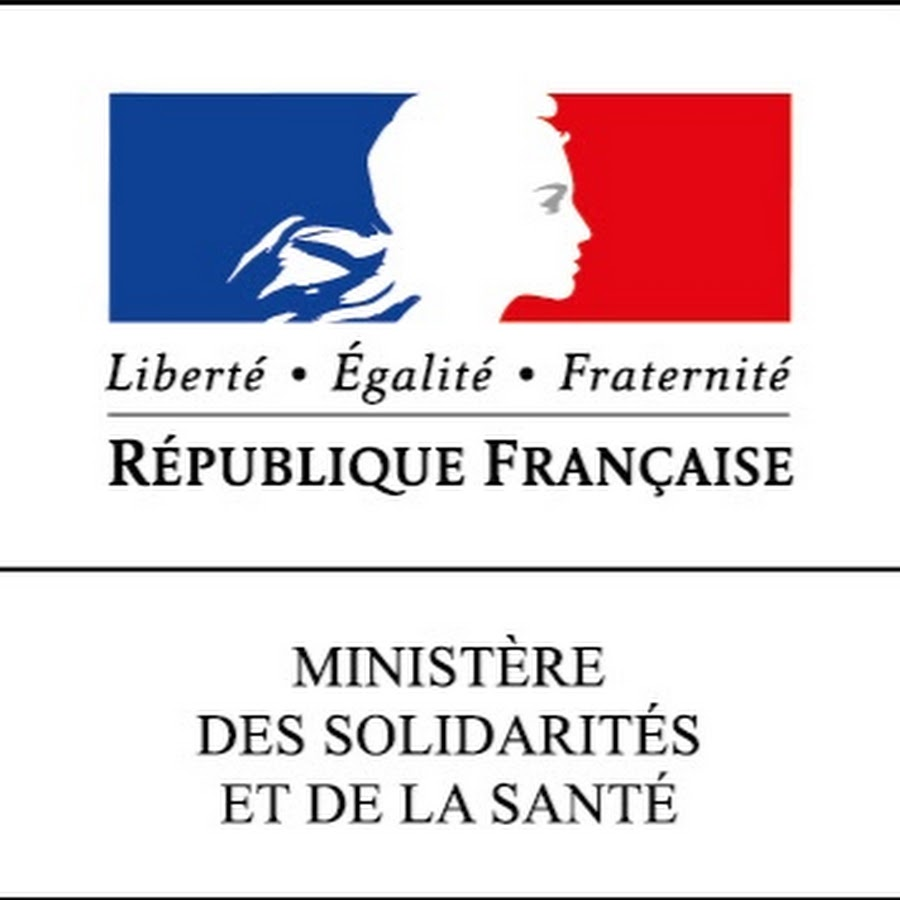 Liberté • Égalité • Fraternité
RÉPUBLIQUE FRANÇAISE
MINISTÈRE
DES SOLIDARITÉS
ET DE LA SANTÉ